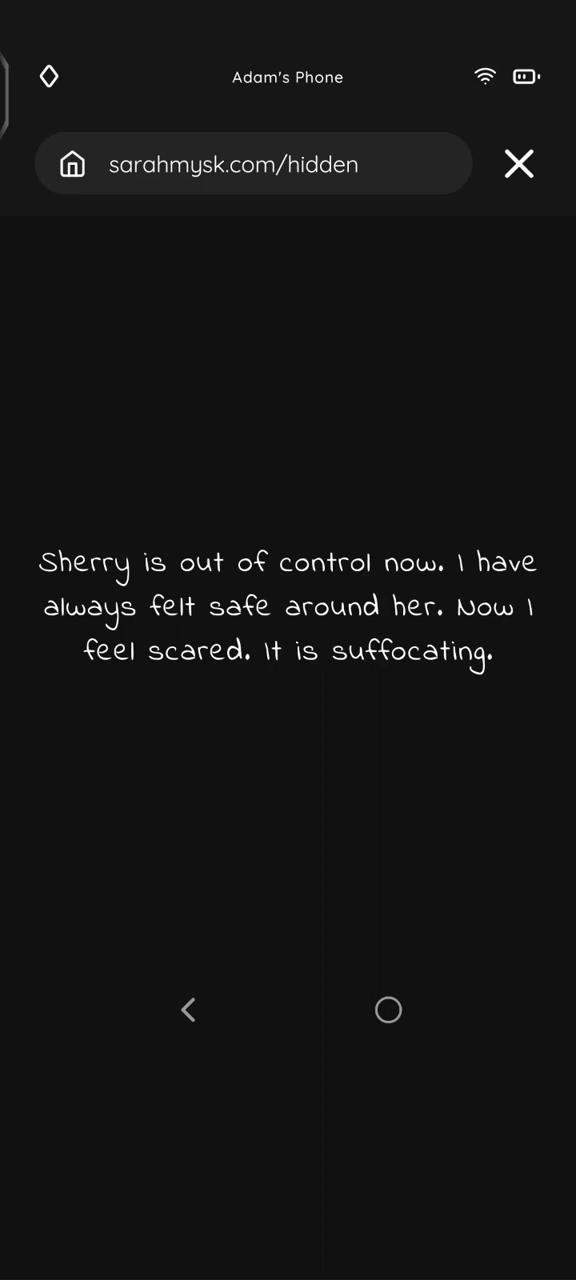 Adam's Phone
sarahmysk.com/hidden
Sherry is out of control now. I have
always felt safe around her. Now I
feel scared. It is suffocating.